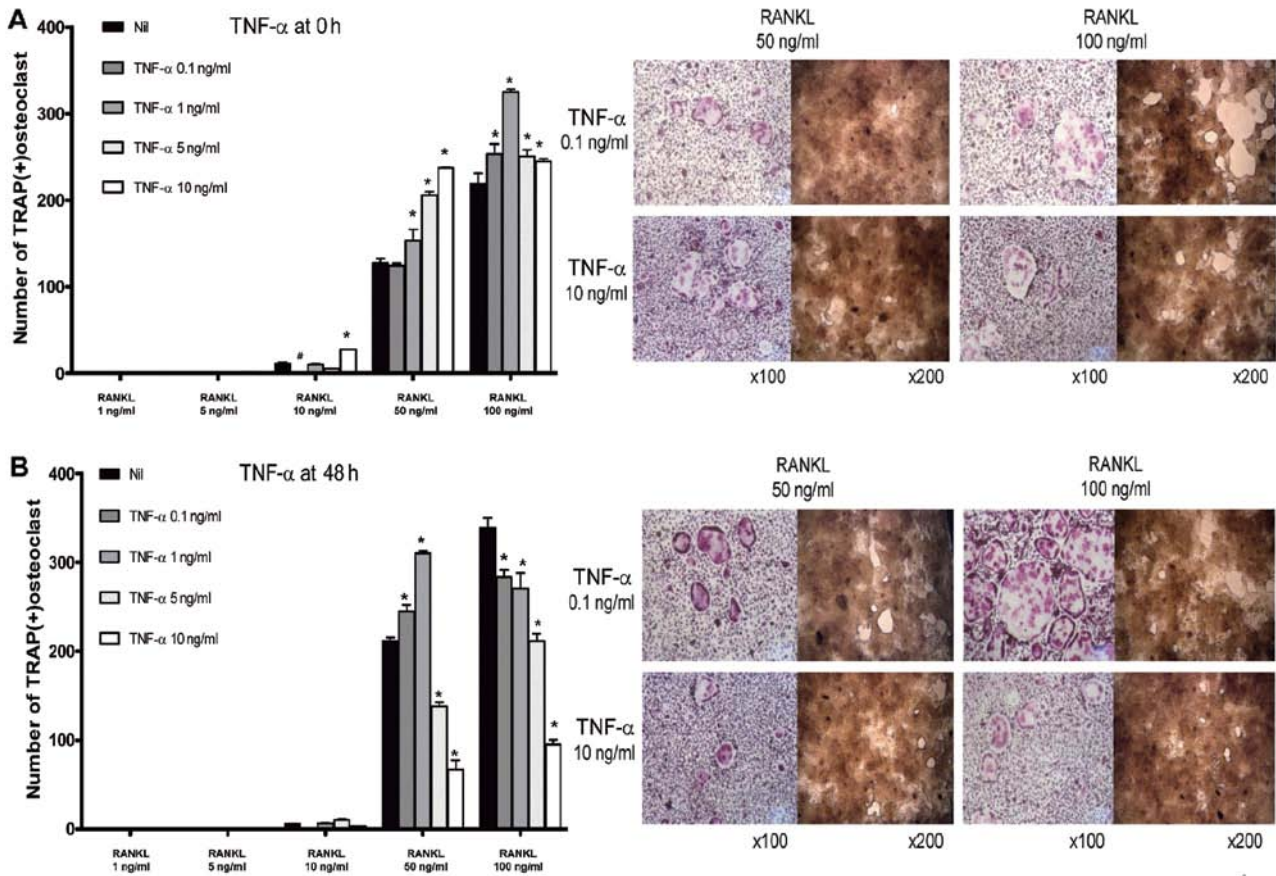 A
TNF-α at 0 h
Number of TRAP(+)osteoclast
400
300
200
100
0
Nil
TNF-α 0.1 ng/ml
TNF-α 1 ng/ml
TNF-α 5 ng/ml
TNF-α 10 ng/ml
#
*
*
*
*
*
*
*
*
RANKL
1 ng/ml
RANKL
5 ng/ml
RANKL
10 ng/ml
RANKL
50 ng/ml
RANKL
100 ng/ml
RANKL
50 ng/ml
RANKL
100 ng/ml
TNF-α
0.1 ng/ml
TNF-α
10 ng/ml
x100
x200
x100
x200
B
TNF-α at 48 h
Number of TRAP(+)osteoclast
400
300
200
100
0
Nil
TNF-α 0.1 ng/ml
TNF-α 1 ng/ml
TNF-α 5 ng/ml
TNF-α 10 ng/ml
*
*
*
*
*
*
*
*
RANKL
1 ng/ml
RANKL
5 ng/ml
RANKL
10 ng/ml
RANKL
50 ng/ml
RANKL
100 ng/ml
RANKL
50 ng/ml
RANKL
100 ng/ml
TNF-α
0.1 ng/ml
TNF-α
10 ng/ml
x100
x200
x100
x200